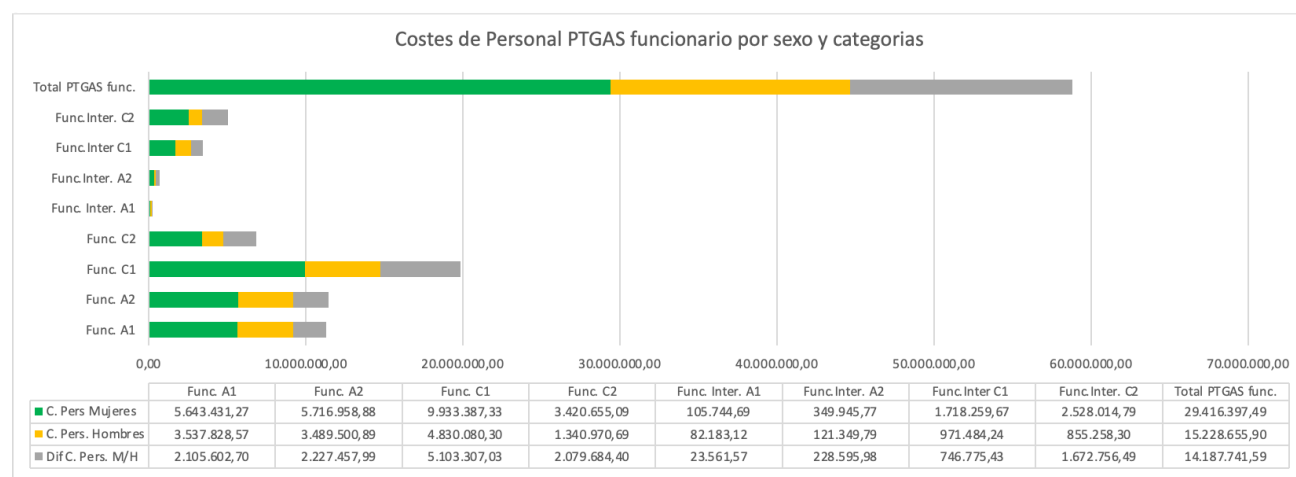 Costes de Personal PTGAS funcionario por sexo y categorias
Total PTGAS func.
Func.Inter. C2
Func.Inter C1
Func.Inter. A2
Func. Inter. A1
Func. C2
Func. C1
Func. A2
Func. A1
0,00 10.0000.000,00 20.0000.000,00 30.0000.000,00 40.0000.000,00 50.0000.000,00 60.0000.000,00 70.0000.000,00
Func. A1 Func. A2 Func. C1 Func. C2 Func. Inter. A1 Func.Inter. A2 Func.Inter C1 Func.Inter. C2 Total PTGAS func.
C. Pers Mujeres 5.643.431,27 5.716.958,88 9.933.387,33 3.420.655,09 105.744,69 349.945,77 1.718.259,67 2.528.014,79 29.416.397,49
C. Pers. Hombres 3.537.828,57 3.489.500,89 4.830.080,30 1.340.970,69 82.183,12 121.349,79 971.484,24 855.258,30 15.228.655,90
Dif C. Pers. M/H 2.105.602,70 2.227.457,99 5.103.307,03 2.079.684,40 23.561,57 228.595,98 746.775,43 1.672.756,49 14.187.741,59